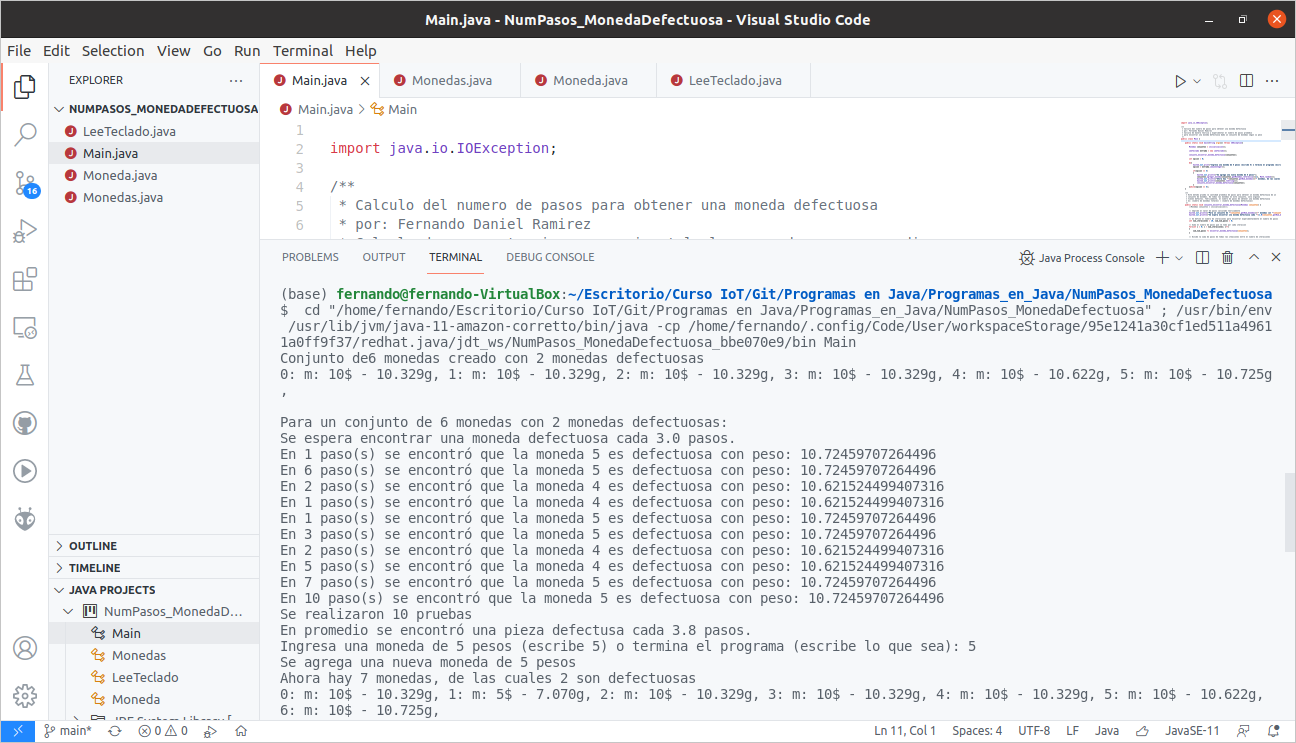 Main.java - NumPasos_MonedaDefectuosa - Visual Studio Code
File Edit Selection View Go Run Terminal Help
EXPLORER
NUMPASOS_MONEDADEFECTUOSA
LeeTeclado.java
Main.java
Moneda.java
Monedas.java
16
OUTLINE
TIMELINE
JAVA PROJECTS
NumPasos_MonedaD...
Main
Monedas
LeeTeclado
Moneda
Main.java Monedas.java Moneda.java LeeTeclado.java
Main.java > Main
1
2 import java.io.IOException;
3
4 /**
5 * Calculo del numero de pasos para obtener una moneda defectuosa
6 * por: Fernando Daniel Ramirez
PROBLEMS OUTPUT TERMINAL DEBUG CONSOLE Java Process Console
(base) fernando@fernando-VirtualBox:~/Escritorio/Curso IoT/Git/Programas en Java/Programas_en_Java/NumPasos_MonedaDefectuosa
$ cd "/home/fernando/Escritorio/Curso IoT/Git/Programas en Java/Programas_en_Java/NumPasos_MonedaDefectuosa" ; /usr/bin/env
/usr/lib/jvm/java-11-amazon-corretto/bin/java -cp /home/fernando/.config/Code/User/workspaceStorage/95e1241a30cf1ed511a4961
1a0ff9f37/redhat.java/jdt_ws/NumPasos_MonedaDefectuosa_bbe070e9/bin Main
Conjunto de6 monedas creado con 2 monedas defectuosas
0: m: 10$ - 10.329g, 1: m: 10$ - 10.329g, 2: m: 10$ - 10.329g, 3: m: 10$ - 10.329g, 4: m: 10$ - 10.622g, 5: m: 10$ - 10.725g
,
Para un conjunto de 6 monedas con 2 monedas defectuosas:
Se espera encontrar una moneda defectuosa cada 3.0 pasos.
En 1 paso(s) se encontró que la moneda 5 es defectuosa con peso: 10.72459707264496
En 6 paso(s) se encontró que la moneda 5 es defectuosa con peso: 10.72459707264496
En 2 paso(s) se encontró que la moneda 4 es defectuosa con peso: 10.621524499407316
En 1 paso(s) se encontró que la moneda 4 es defectuosa con peso: 10.621524499407316
En 1 paso(s) se encontró que la moneda 5 es defectuosa con peso: 10.72459707264496
En 3 paso(s) se encontró que la moneda 5 es defectuosa con peso: 10.72459707264496
En 2 paso(s) se encontró que la moneda 4 es defectuosa con peso: 10.621524499407316
En 5 paso(s) se encontró que la moneda 4 es defectuosa con peso: 10.621524499407316
En 7 paso(s) se encontró que la moneda 5 es defectuosa con peso: 10.72459707264496
En 10 paso(s) se encontró que la moneda 5 es defectuosa con peso: 10.72459707264496
Se realizaron 10 pruebas
En promedio se encontró una pieza defectusa cada 3.8 pasos.
Ingresa una moneda de 5 pesos (escribe 5) o termina el programa (escribe lo que sea): 5
Se agrega una nueva moneda de 5 pesos
Ahora hay 7 monedas, de las cuales 2 son defectuosas
0: m: 10$ - 10.329g, 1: m: 5$ - 7.070g, 2: m: 10$ - 10.329g, 3: m: 10$ - 10.329g, 4: m: 10$ - 10.329g, 5: m: 10$ - 10.622g,
6: m: 10$ - 10.725g,
main* 0 0 Ln 11, Col 1 Spaces: 4 UTF-8 LF Java JavaSE-11